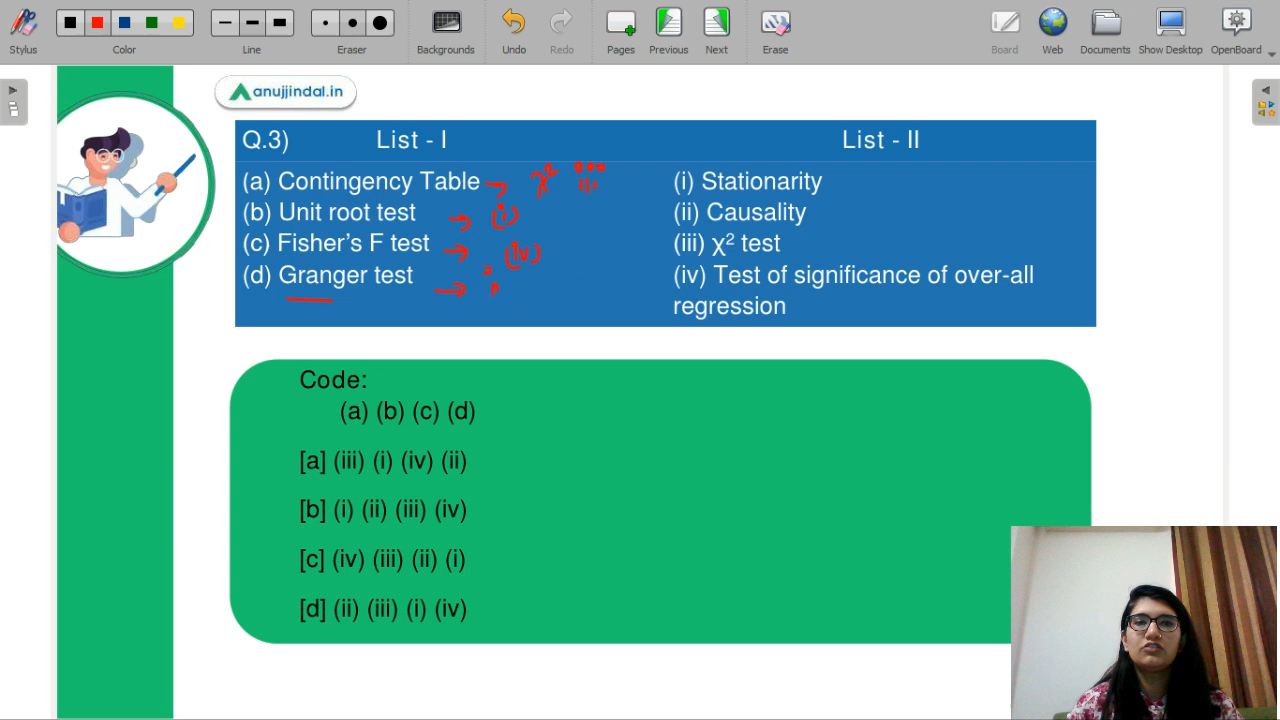 Stylus
Color
Line
Eraser
Backgrounds
Undo
Redo
Pages
Previous
Next
Erase
Board
Web
Documents
Show Desktop
OpenBoard
anujjindal.in
Q.3) List - I List - II
(a) Contingency Table → χ² iii (i) Stationarity
(b) Unit root test → (i) (ii) Causality
(c) Fisher’s F test → (iv) (iii) χ² test
(d) Granger test → (iv) Test of significance of over-all
regression
Code:
(a) (b) (c) (d)
[a] (iii) (i) (iv) (ii)
[b] (i) (ii) (iii) (iv)
[c] (iv) (iii) (ii) (i)
[d] (ii) (iii) (i) (iv)